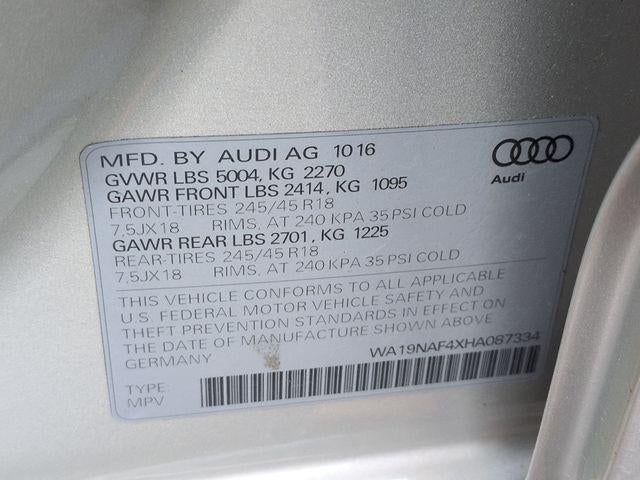 MFD. BY AUDI AG 10 16
GVWR LBS 5004, KG 2270
GAWR FRONT LBS 2414, KG 1095
FRONT-TIRES 245/45 R18
7,5JX18 RIMS, AT 240 KPA 35 PSI COLD
GAWR REAR LBS 2701, KG 1225
REAR-TIRES 245/45 R18
7,5JX18 RIMS, AT 240 KPA 35 PSI COLD
THIS VEHICLE CONFORMS TO ALL APPLICABLE
U.S. FEDERAL MOTOR VEHICLE SAFETY AND
THEFT PREVENTION STANDARDS IN EFFECT ON
THE DATE OF MANUFACTURE SHOWN ABOVE
GERMANY
WA19NAF4XHA087334
TYPE
MPV
Audi